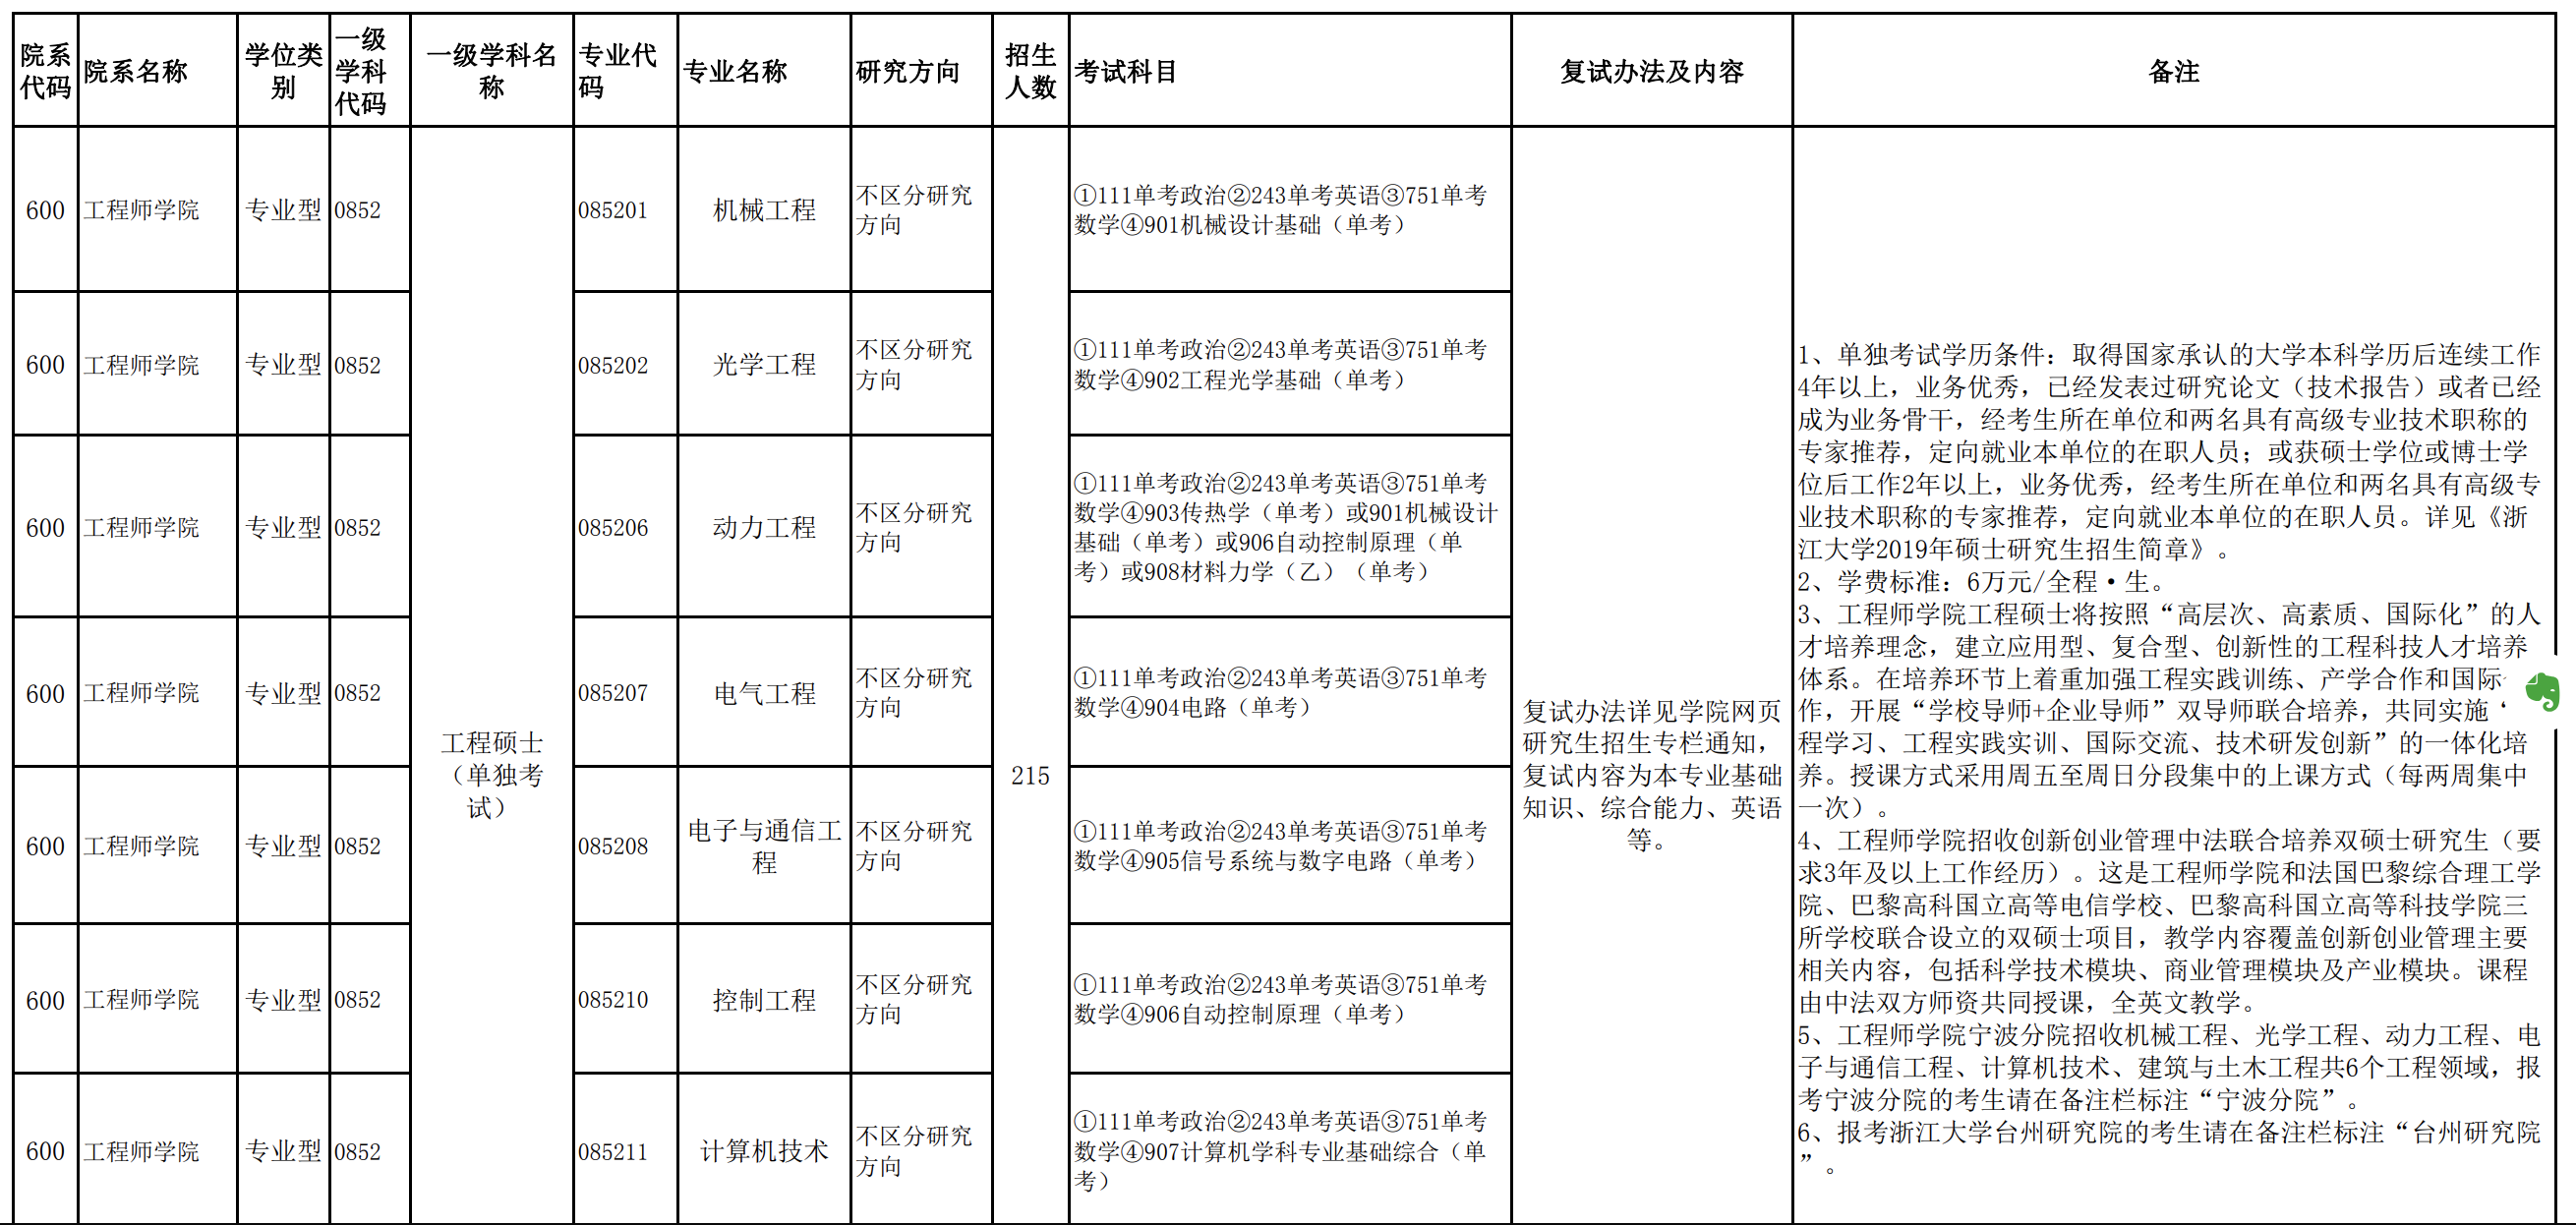 院系代码
院系名称
学位类别
一级学科代码
一级学科名称
专业代码
专业名称
研究方向
招生人数
考试科目
复试办法及内容
备注
600
工程师学院
专业型
0852
工程硕士
（单独考
试）
085201
机械工程
不区分研究
方向
215
①111单考政治②243单考英语③751单考
数学④901机械设计基础（单考）
复试办法详见学院网页
研究生招生专栏通知，
复试内容为本专业基础
知识、综合能力、英语
等。
1、单独考试学历条件：取得国家承认的大学本科学历后连续工作
4年以上，业务优秀，已经发表过研究论文（技术报告）或者已经
成为业务骨干，经考生所在单位和两名具有高级专业技术职称的
专家推荐，定向就业本单位的在职人员；或获硕士学位或博士学
位后工作2年以上，业务优秀，经考生所在单位和两名具有高级专
业技术职称的专家推荐，定向就业本单位的在职人员。详见《浙
江大学2019年硕士研究生招生简章》。
2、学费标准：6万元/全程·生。
3、工程师学院工程硕士将按照“高层次、高素质、国际化”的人
才培养理念，建立应用型、复合型、创新性的工程科技人才培养
体系。在培养环节上着重加强工程实践训练、产学合作和国际
作，开展“学校导师+企业导师”双导师联合培养，共同实施
程学习、工程实践实训、国际交流、技术研发创新”的一体化培
养。授课方式采用周五至周日分段集中的上课方式（每两周集中
一次）。
4、工程师学院招收创新创业管理中法联合培养双硕士研究生（要
求3年及以上工作经历）。这是工程师学院和法国巴黎综合理工学
院、巴黎高科国立高等电信学校、巴黎高科国立高等科技学院三
所学校联合设立的双硕士项目，教学内容覆盖创新创业管理主要
相关内容，包括科学技术模块、商业管理模块及产业模块。课程
由中法双方师资共同授课，全英文教学。
5、工程师学院宁波分院招收机械工程、光学工程、动力工程、电
子与通信工程、计算机技术、建筑与土木工程共6个工程领域，报
考宁波分院的考生请在备注栏标注“宁波分院”。
6、报考浙江大学台州研究院的考生请在备注栏标注“台州研究院
”。
600
工程师学院
专业型
0852
085202
光学工程
不区分研究
方向
①111单考政治②243单考英语③751单考
数学④902工程光学基础（单考）
600
工程师学院
专业型
0852
085206
动力工程
不区分研究
方向
①111单考政治②243单考英语③751单考
数学④903传热学（单考）或901机械设计
基础（单考）或906自动控制原理（单
考）或908材料力学（乙）（单考）
600
工程师学院
专业型
0852
085207
电气工程
不区分研究
方向
①111单考政治②243单考英语③751单考
数学④904电路（单考）
600
工程师学院
专业型
0852
085208
电子与通信工
程
不区分研究
方向
①111单考政治②243单考英语③751单考
数学④905信号系统与数字电路（单考）
600
工程师学院
专业型
0852
085210
控制工程
不区分研究
方向
①111单考政治②243单考英语③751单考
数学④906自动控制原理（单考）
600
工程师学院
专业型
0852
085211
计算机技术
不区分研究
方向
①111单考政治②243单考英语③751单考
数学④907计算机学科专业基础综合（单
考）